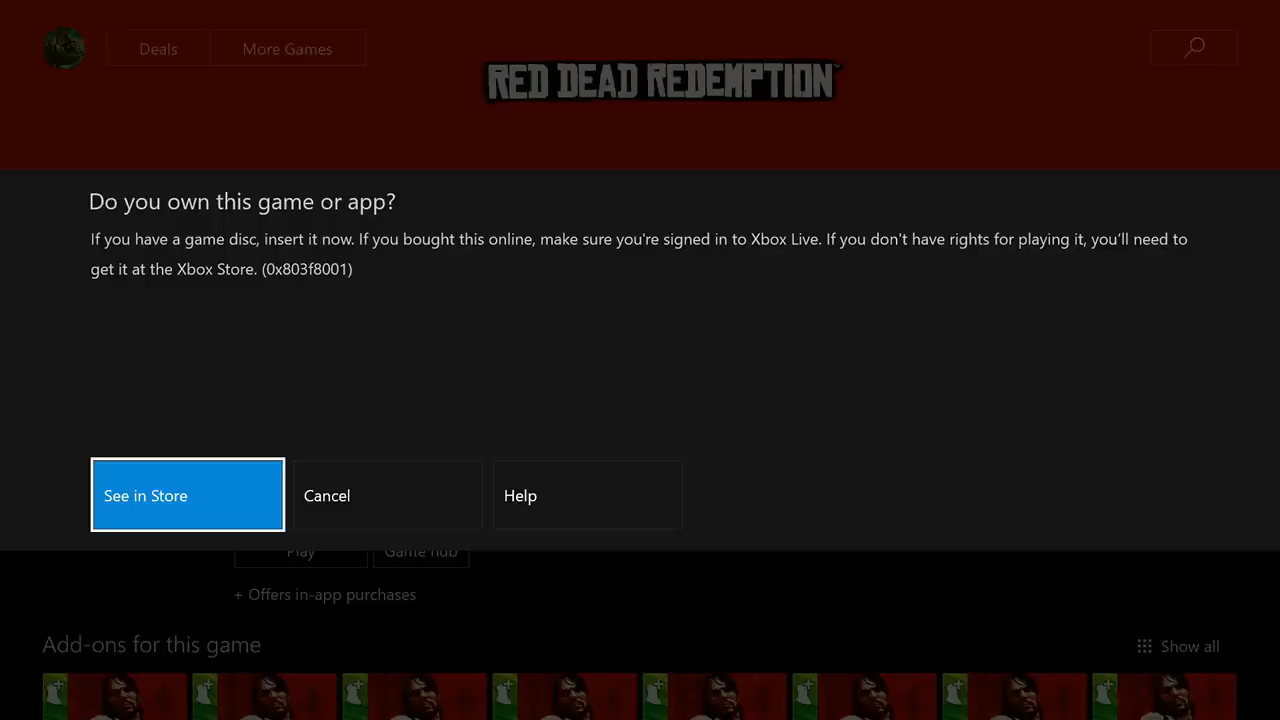 Deals
More Games
RED DEAD REDEMPTION™
Do you own this game or app?
If you have a game disc, insert it now. If you bought this online, make sure you're signed in to Xbox Live. If you don't have rights for playing it, you'll need to
get it at the Xbox Store. (0x803f8001)
See in Store
Cancel
Help
Play
Game hub
+ Offers in-app purchases
Add-ons for this game
Show all